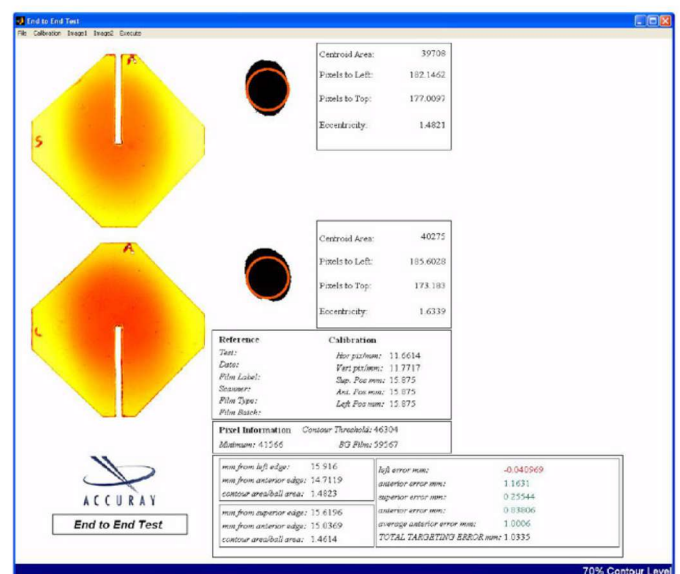 End to End Test
File Calibration Image1 Image2 Execute
A
S
Centroid Area: 39708
Pixels to Left: 182.1462
Pixels to Top: 177.0097
Eccentricity: 1.4821
A
L
Centroid Area: 40275
Pixels to Left: 185.6028
Pixels to Top: 173.183
Eccentricity: 1.6339
Reference Calibration
Test: Hor pix/mm: 11.6614
Date: Vert pix/mm: 11.7717
Film Label: Sup. Pos mm: 15.875
Scanner: Ant. Pos mm: 15.875
Film Type: Left Pos mm: 15.875
Film Batch:
Pixel Information Contour Threshold: 46304
Minimum: 41566 BG Film: 59567
mm from left edge: 15.916
mm from anterior edge: 14.7119
contour area/ball area: 1.4823
mm from superior edge: 15.6196
mm from anterior edge: 15.0369
contour area/ball area: 1.4614
left error mm: -0.040969
anterior error mm: 1.1631
superior error mm: 0.25544
anterior error mm: 0.83806
average anterior error mm: 1.0006
TOTAL TARGETING ERROR mm: 1.0335
ACCURAY
End to End Test
70% Contour Level